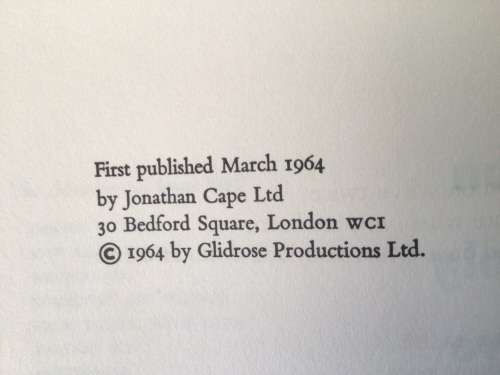 First published March 1964
by Jonathan Cape Ltd
30 Bedford Square, London WC1
© 1964 by Glidrose Productions Ltd.